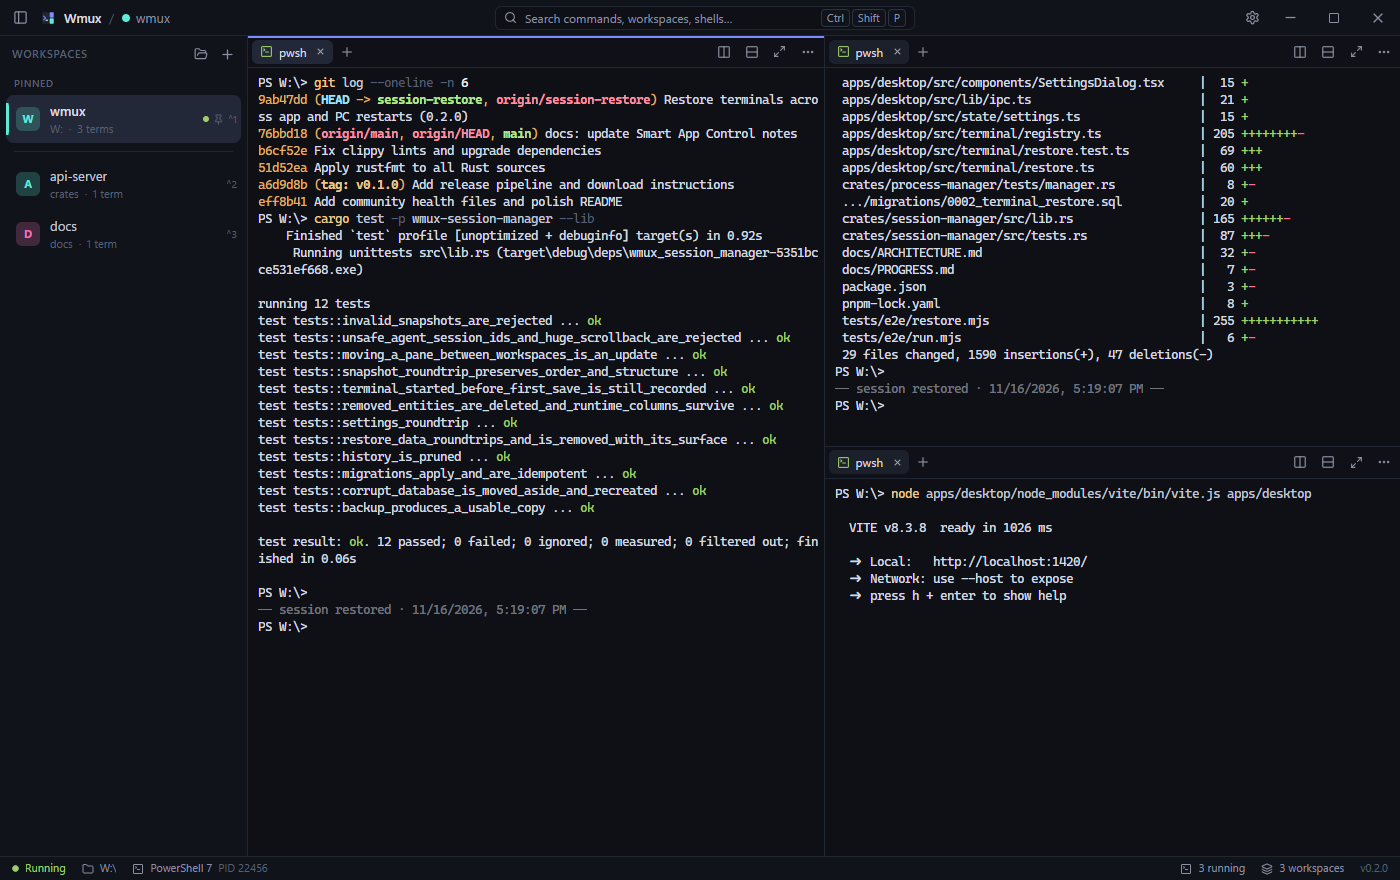 Wmux / wmux
Search commands, workspaces, shells...
Ctrl Shift P
WORKSPACES
PINNED
W
wmux
W: · 3 terms
^1
A
api-server
crates · 1 term
^2
D
docs
docs · 1 term
^3
pwsh
PS W:\> git log --oneline -n 6
9ab47dd (HEAD -> session-restore, origin/session-restore) Restore terminals acro
ss app and PC restarts (0.2.0)
76bbd18 (origin/main, origin/HEAD, main) docs: update Smart App Control notes
b6cf52e Fix clippy lints and upgrade dependencies
51d52ea Apply rustfmt to all Rust sources
a6d9d8b (tag: v0.1.0) Add release pipeline and download instructions
eff8b41 Add community health files and polish README
PS W:\> cargo test -p wmux-session-manager --lib
Finished `test` profile [unoptimized + debuginfo] target(s) in 0.92s
Running unittests src\lib.rs (target\debug\deps\wmux_session_manager-5351bc
ce531ef668.exe)
running 12 tests
test tests::invalid_snapshots_are_rejected ... ok
test tests::unsafe_agent_session_ids_and_huge_scrollback_are_rejected ... ok
test tests::moving_a_pane_between_workspaces_is_an_update ... ok
test tests::snapshot_roundtrip_preserves_order_and_structure ... ok
test tests::terminal_started_before_first_save_is_still_recorded ... ok
test tests::removed_entities_are_deleted_and_runtime_columns_survive ... ok
test tests::settings_roundtrip ... ok
test tests::restore_data_roundtrips_and_is_removed_with_its_surface ... ok
test tests::history_is_pruned ... ok
test tests::migrations_apply_and_are_idempotent ... ok
test tests::corrupt_database_is_moved_aside_and_recreated ... ok
test tests::backup_produces_a_usable_copy ... ok
test result: ok. 12 passed; 0 failed; 0 ignored; 0 measured; 0 filtered out; fin
ished in 0.06s
PS W:\>
── session restored · 11/16/2026, 5:19:07 PM ──
PS W:\>
pwsh
apps/desktop/src/components/SettingsDialog.tsx | 15 +
apps/desktop/src/lib/ipc.ts | 21 +
apps/desktop/src/state/settings.ts | 15 +
apps/desktop/src/terminal/registry.ts | 205 ++++++++-
apps/desktop/src/terminal/restore.test.ts | 69 +++
apps/desktop/src/terminal/restore.ts | 60 +++
crates/process-manager/tests/manager.rs | 8 +-
.../migrations/0002_terminal_restore.sql | 20 +
crates/session-manager/src/lib.rs | 165 ++++++-
crates/session-manager/src/tests.rs | 87 +++-
docs/ARCHITECTURE.md | 32 +-
docs/PROGRESS.md | 7 +-
package.json | 3 +-
pnpm-lock.yaml | 8 +
tests/e2e/restore.mjs | 255 +++++++++++
tests/e2e/run.mjs | 6 +-
29 files changed, 1590 insertions(+), 47 deletions(-)
PS W:\>
── session restored · 11/16/2026, 5:19:07 PM ──
PS W:\>
pwsh
PS W:\> node apps/desktop/node_modules/vite/bin/vite.js apps/desktop
VITE v8.3.8 ready in 1026 ms
➜ Local: http://localhost:1420/
➜ Network: use --host to expose
➜ press h + enter to show help
Running W:\ PowerShell 7 PID 22456
3 running 3 workspaces v0.2.0